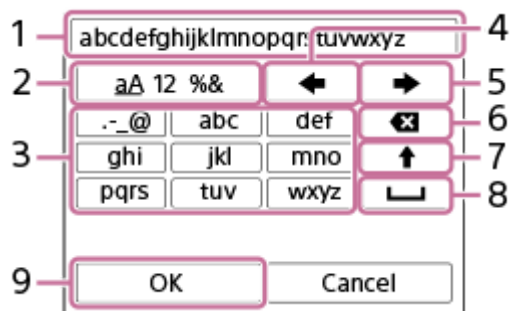 1 abcdefghijklmnopqrstuvwxyz 4
2 aA 12 %& 5
.-_@ abc def 6
3 ghi jkl mno 7
pqrs tuv wxyz 8
9 OK Cancel